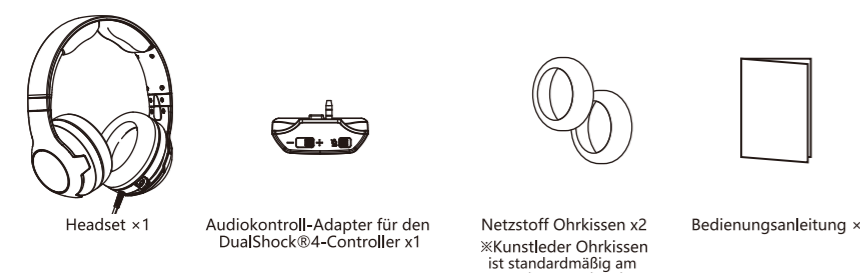 Headset ×1
Audiokontroll-Adapter für den
DualShock®4-Controller x1
Netzstoff Ohrkissen x2
※Kunstleder Ohrkissen
ist standardmäßig am
Bedienungsanleitung ×